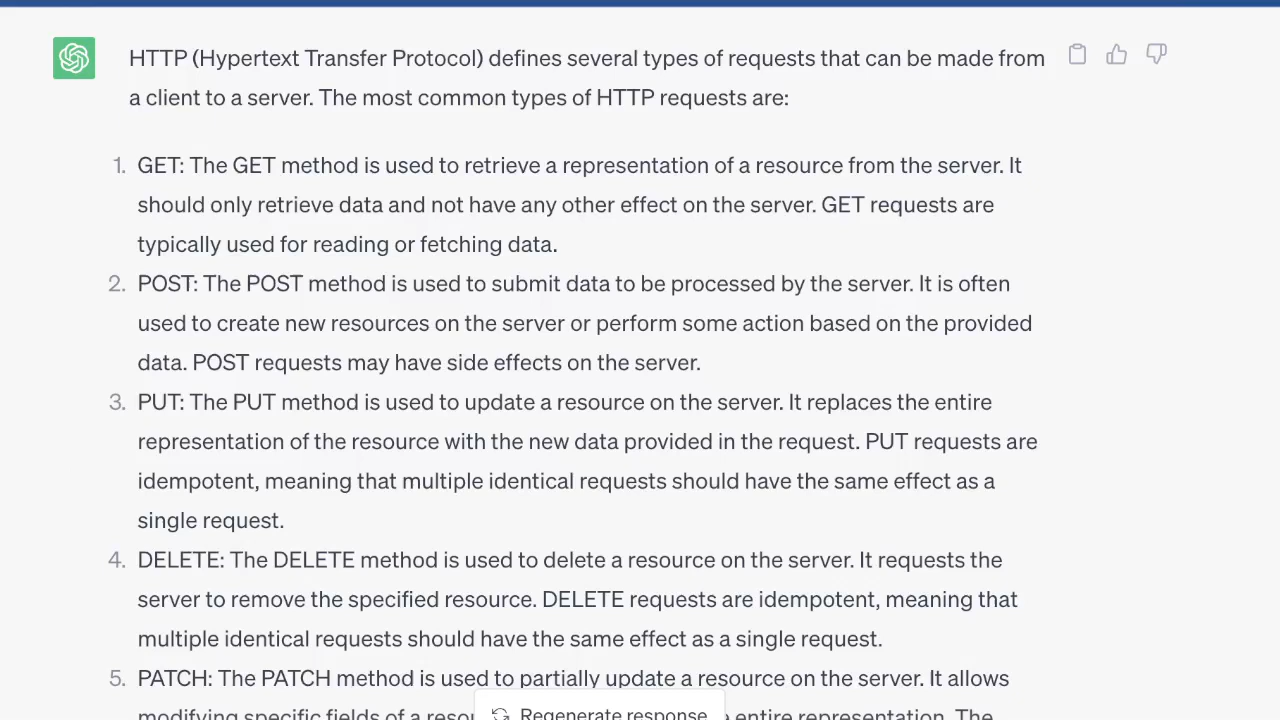 HTTP (Hypertext Transfer Protocol) defines several types of requests that can be made from
a client to a server. The most common types of HTTP requests are:
1. GET: The GET method is used to retrieve a representation of a resource from the server. It
should only retrieve data and not have any other effect on the server. GET requests are
typically used for reading or fetching data.
2. POST: The POST method is used to submit data to be processed by the server. It is often
used to create new resources on the server or perform some action based on the provided
data. POST requests may have side effects on the server.
3. PUT: The PUT method is used to update a resource on the server. It replaces the entire
representation of the resource with the new data provided in the request. PUT requests are
idempotent, meaning that multiple identical requests should have the same effect as a
single request.
4. DELETE: The DELETE method is used to delete a resource on the server. It requests the
server to remove the specified resource. DELETE requests are idempotent, meaning that
multiple identical requests should have the same effect as a single request.
5. PATCH: The PATCH method is used to partially update a resource on the server. It allows
modifying specific fields of a entire representation. The
Regenerate response